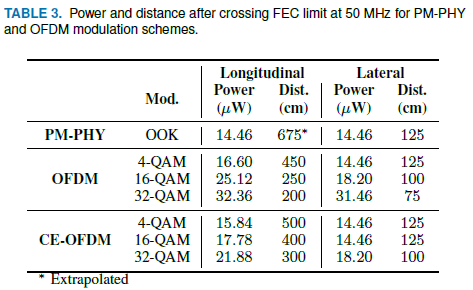 TABLE 3. Power and distance after crossing FEC limit at 50 MHz for PM-PHY
and OFDM modulation schemes.
Longitudinal Lateral
Mod. Power Dist. Power Dist.
(μW) (cm) (μW) (cm)
PM-PHY OOK 14.46 675* 14.46 125
4-QAM 16.60 450 14.46 125
OFDM 16-QAM 25.12 250 18.20 100
32-QAM 32.36 200 31.46 75
4-QAM 15.84 500 14.46 125
CE-OFDM 16-QAM 17.78 400 14.46 125
32-QAM 21.88 300 18.20 100
* Extrapolated